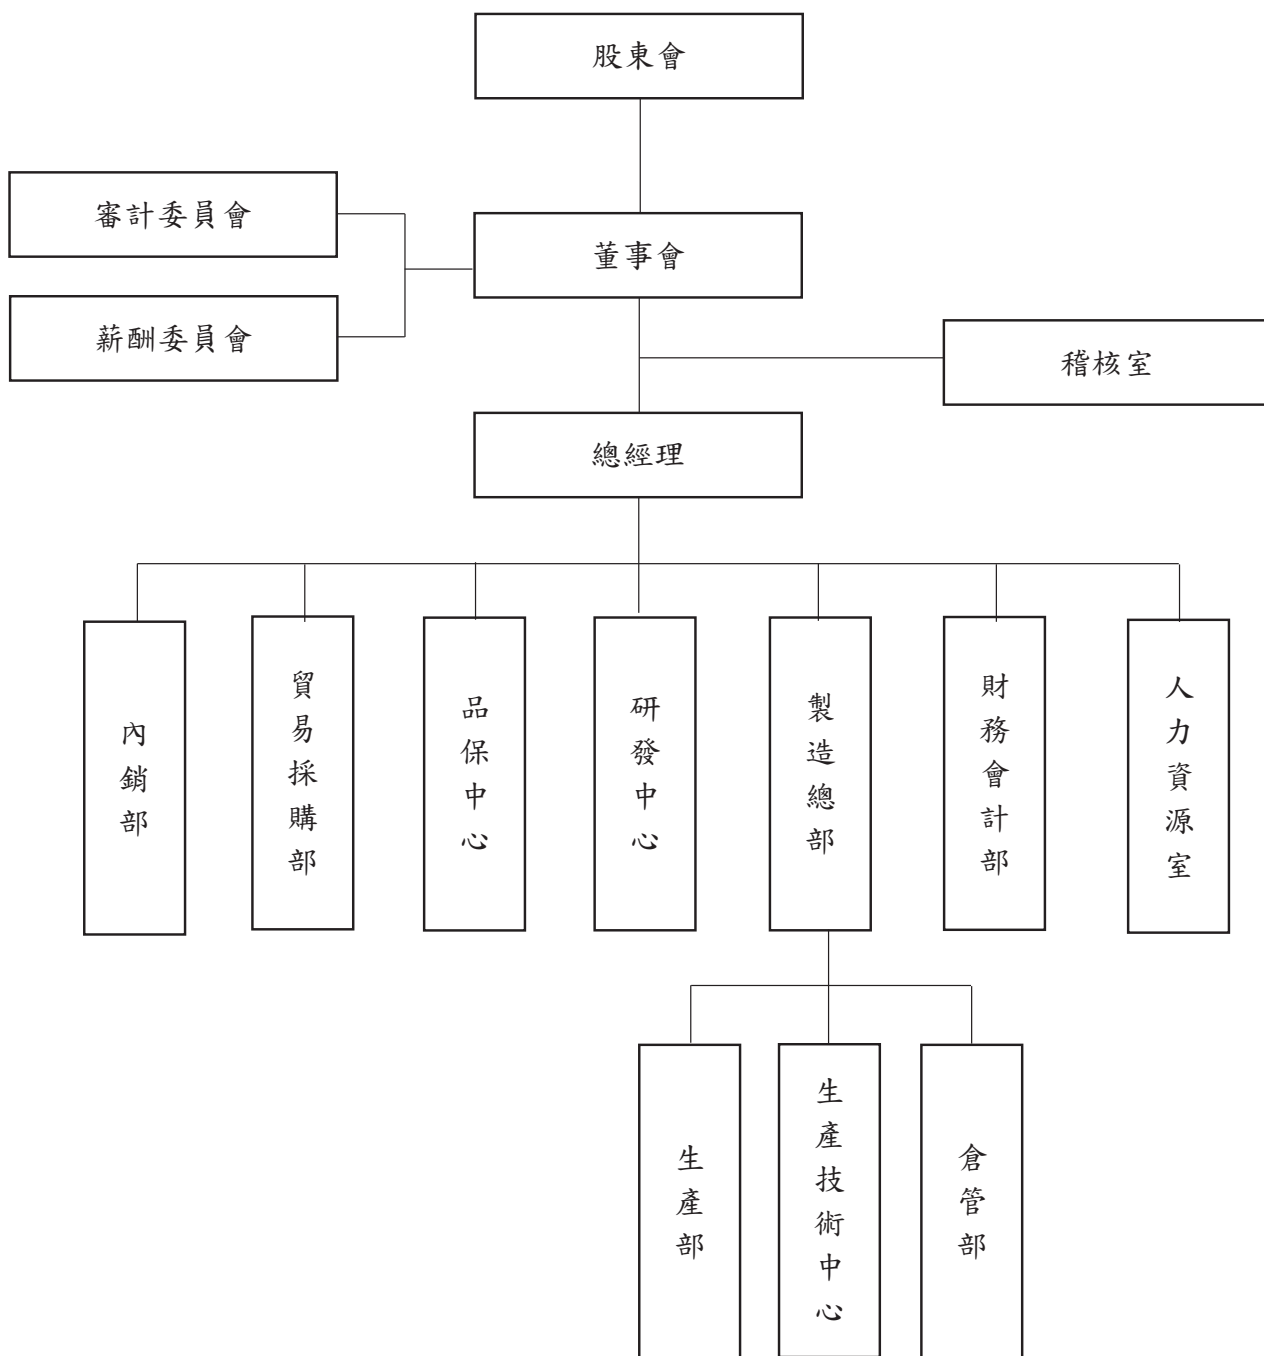 股東會
審計委員會
董事會
薪酬委員會
稽核室
總經理
內銷部
貿易採購部
品保中心
研發中心
製造總部
財務會計部
人力資源室
生產部
生產技術中心
倉管部